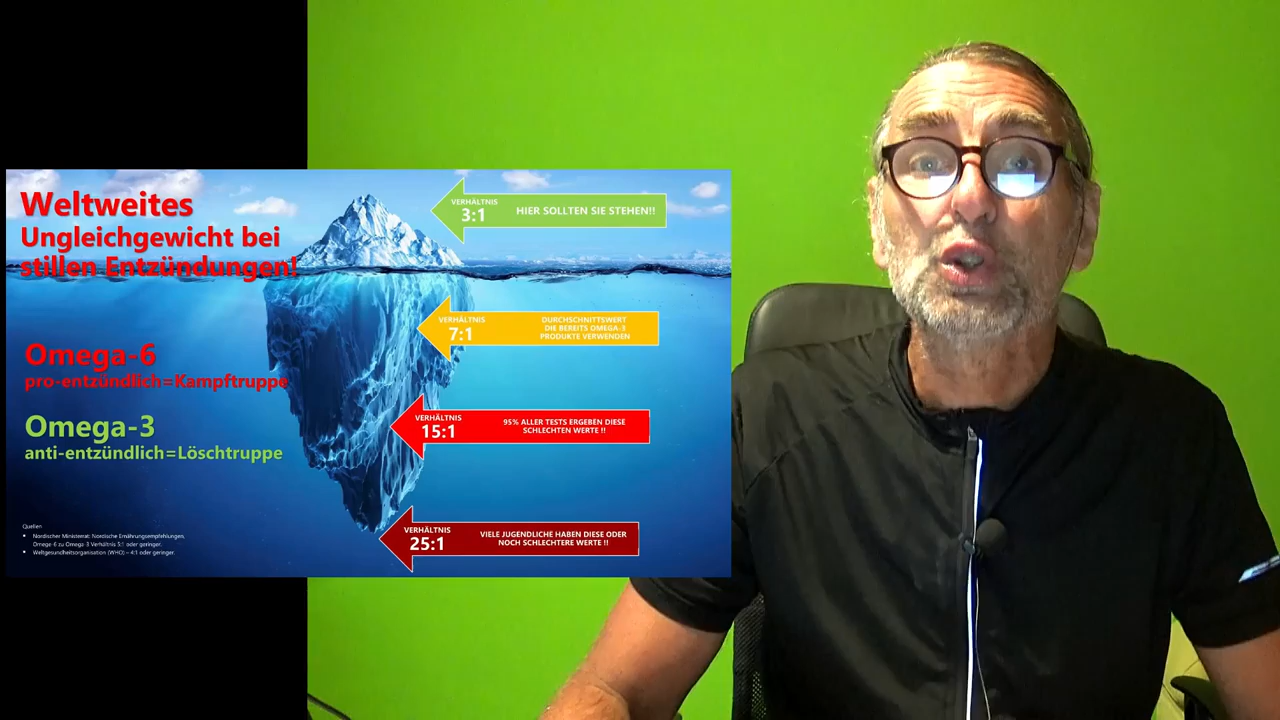 Weltweites
Ungleichgewicht bei
stillen Entzündungen!
VERHÄLTNIS
3:1
HIER SOLLTEN SIE STEHEN!!
VERHÄLTNIS
7:1
DURCHSCHNITTSWERT
DIE BEREITS OMEGA-3
PRODUKTE VERWENDEN
Omega-6
pro-entzündlich=Kampftruppe
Omega-3
anti-entzündlich=Löschtruppe
VERHÄLTNIS
15:1
95% ALLER TESTS ERGEBEN DIESE
SCHLECHTEN WERTE !!
VERHÄLTNIS
25:1
VIELE JUGENDLICHE HABEN DIESE ODER
NOCH SCHLECHTERE WERTE !!
Quellen
• Nordischer Ministerrat: Nordische Ernährungsempfehlungen,
Omega-6 zu Omega-3 Verhältnis 5:1 oder geringer.
• Weltgesundheitsorganisation (WHO) – 4:1 oder geringer.